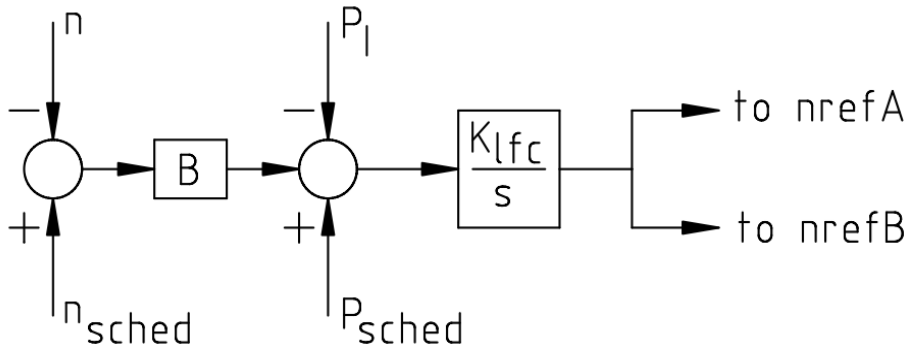 n
P_l
−
−
to nrefA
B
K_lfc
s
+
+
to nrefB
n_sched
P_sched